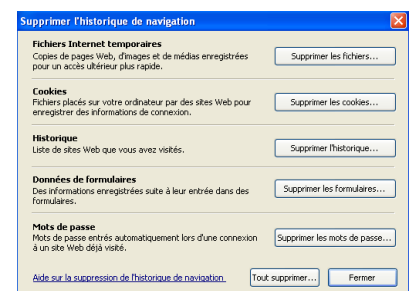 Supprimer l'historique de navigation
Fichiers Internet temporaires
Copies de pages Web, d'images et de médias enregistrées
pour un accès ultérieur plus rapide.
Supprimer les fichiers...
Cookies
Fichiers placés sur votre ordinateur par des sites Web pour
enregistrer des informations de connexion.
Supprimer les cookies...
Historique
Liste de sites Web que vous avez visités.
Supprimer l'historique...
Données de formulaires
Des informations enregistrées suite à leur entrée dans des
formulaires.
Supprimer les formulaires...
Mots de passe
Mots de passe entrés automatiquement lors d'une connexion
à un site Web déjà visité.
Supprimer les mots de passe...
Aide sur la suppression de l'historique de navigation
Tout supprimer...
Fermer